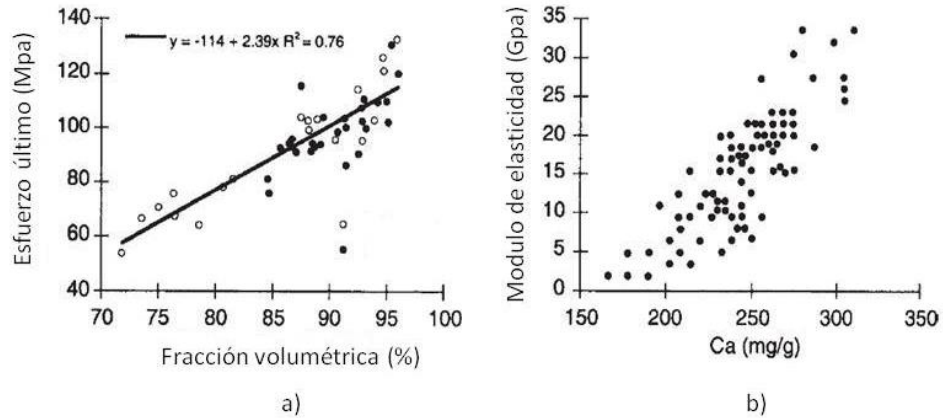 140
120
100
80
60
40
Esfuerzo último (Mpa)
y = -114 + 2.39x R² = 0.76
70 75 80 85 90 95 100
Fracción volumétrica (%)
a)
40
35
30
25
20
15
10
5
0
Modulo de elasticidad (Gpa)
150 200 250 300 350
Ca (mg/g)
b)